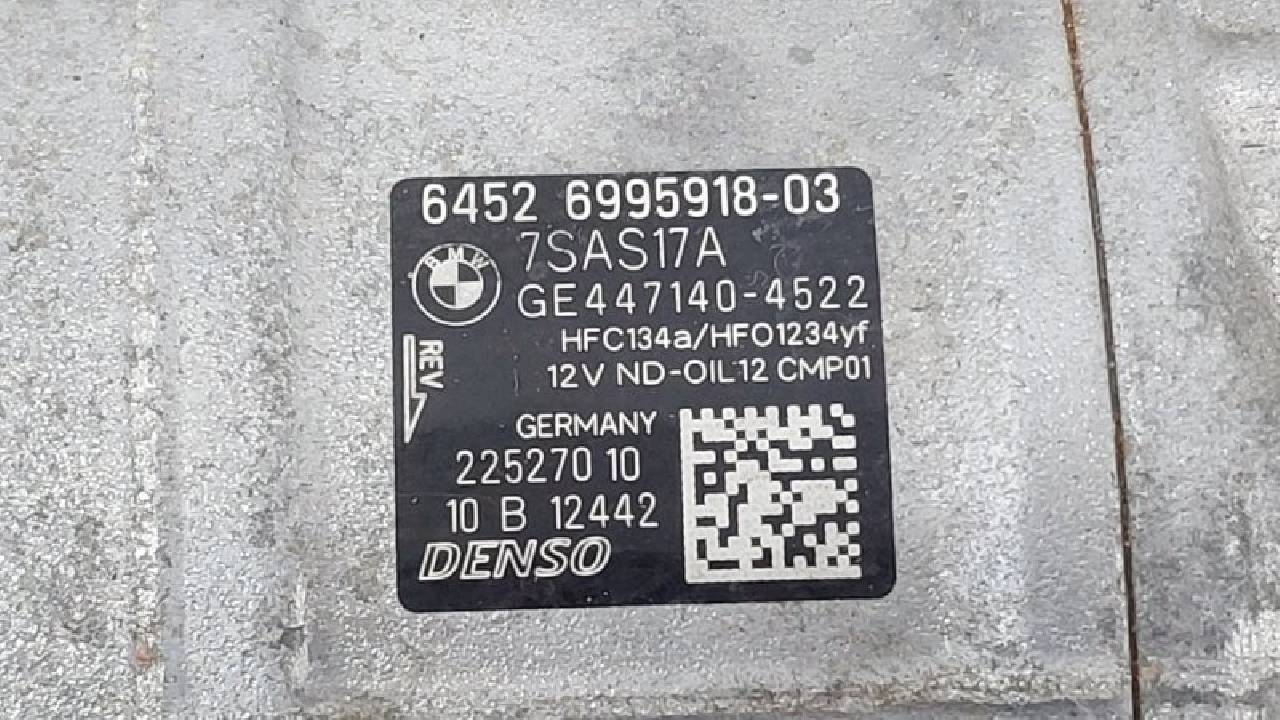 6452 6995918-03
7SAS17A
BMW
GE447140-4522
HFC134a/HFO1234yf
REV
12V ND-OIL12 CMP01
GERMANY
225270 10
10 B 12442
DENSO